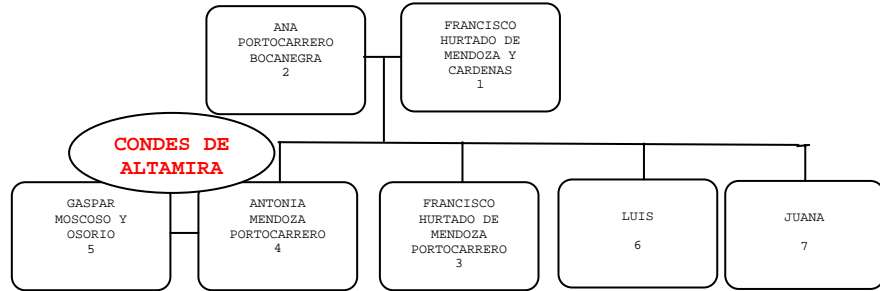 ANA
PORTOCARRERO
BOCANEGRA
2
FRANCISCO
HURTADO DE
MENDOZA Y
CARDENAS
1
CONDES DE
ALTAMIRA
GASPAR
MOSCOSO Y
OSORIO
5
ANTONIA
MENDOZA
PORTOCARRERO
4
FRANCISCO
HURTADO DE
MENDOZA
PORTOCARRERO
3
LUIS
6
JUANA
7